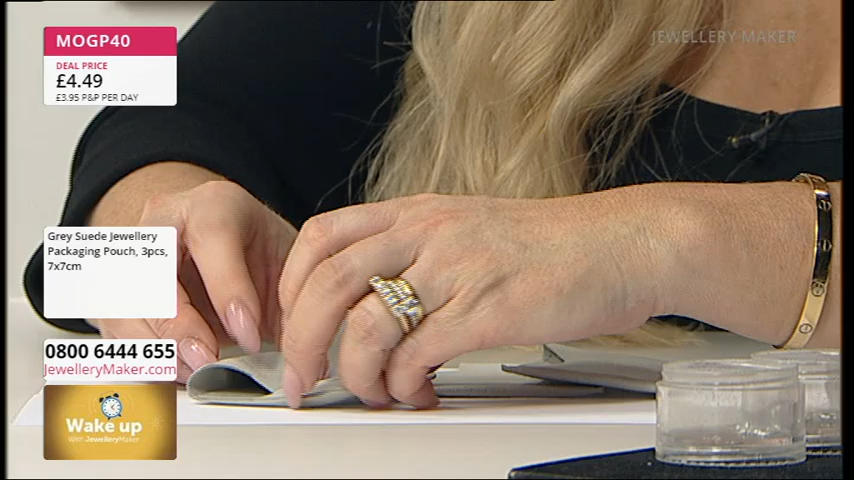 MOGP40
DEAL PRICE
£4.49
£3.95 P&P PER DAY
JEWELLERY MAKER
Grey Suede Jewellery
Packaging Pouch, 3pcs,
7x7cm
0800 6444 655
JewelleryMaker.com
Wake up
With JewelleryMaker